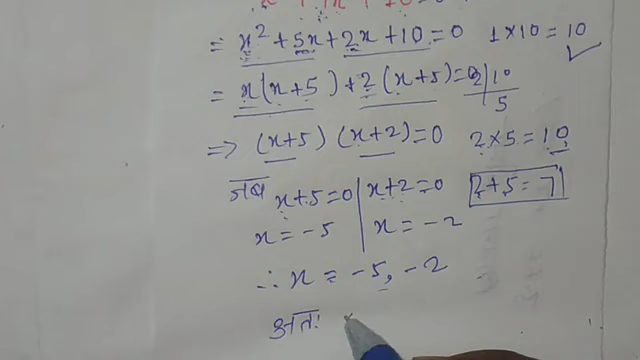 = x² + 5x + 2x + 10 = 0   1×10 = 10
= x(x+5) + 2(x+5) = 0   2|10
5
=> (x+5) (x+2) = 0   2×5 = 10
जब x+5=0 | x+2=0   2+5=7
x = -5 | x = -2
∴ x = -5, -2
अतः